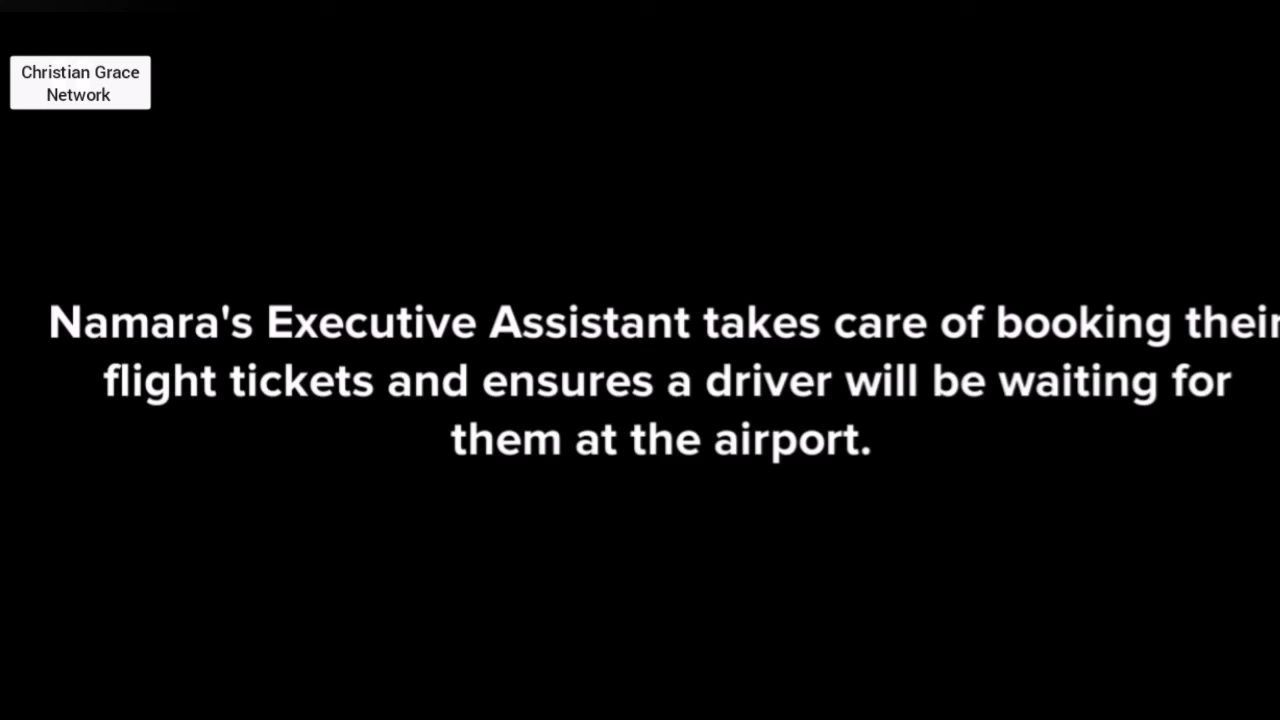 Christian Grace
Network
Namara's Executive Assistant takes care of booking their
flight tickets and ensures a driver will be waiting for
them at the airport.